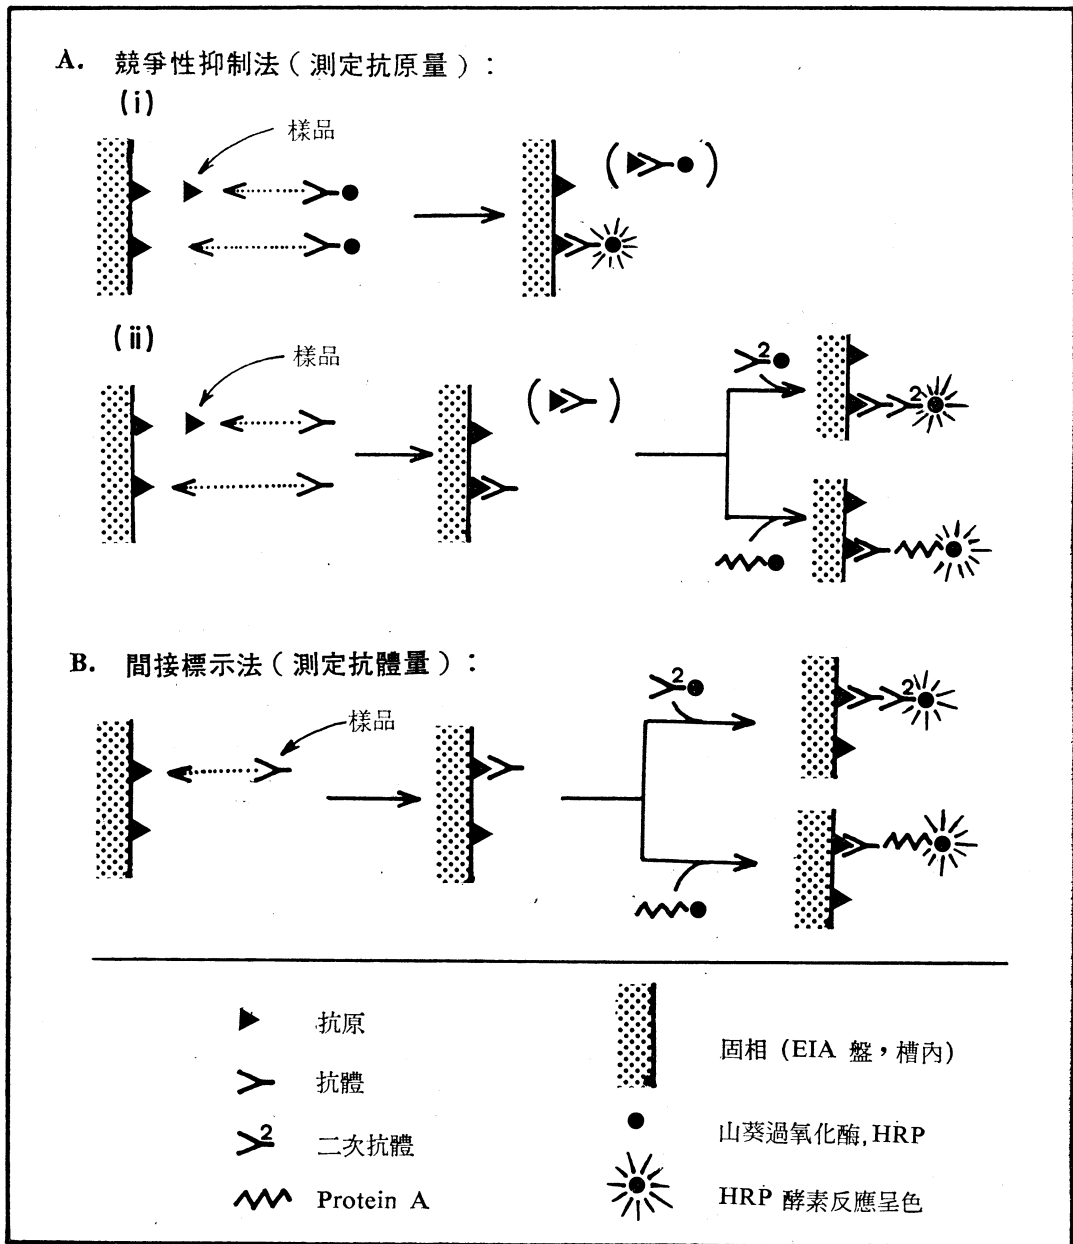 A. 競爭性抑制法（測定抗原量）：
(i)
樣品
(ii)
樣品
2
2
B. 間接標示法（測定抗體量）：
樣品
2
2
抗原
抗體
2 二次抗體
Protein A
固相 (EIA 盤，槽內)
山葵過氧化酶, HRP
HRP 酵素反應呈色